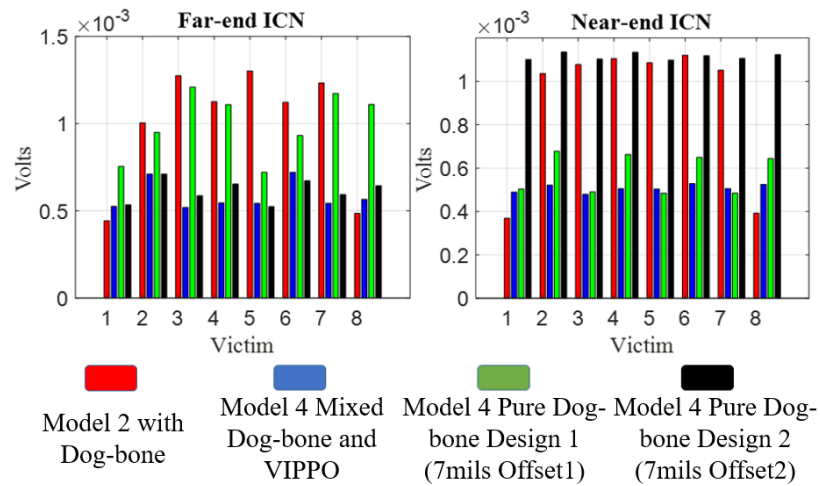 Far-end ICN
×10⁻³
1.5
1
0.5
0
Volts
1 2 3 4 5 6 7 8
Victim
Near-end ICN
×10⁻³
1
0.8
0.6
0.4
0.2
0
Volts
1 2 3 4 5 6 7 8
Victim
Model 2 with
Dog-bone
Model 4 Mixed
Dog-bone and
VIPPO
Model 4 Pure Dog-
bone Design 1
(7mils Offset1)
Model 4 Pure Dog-
bone Design 2
(7mils Offset2)